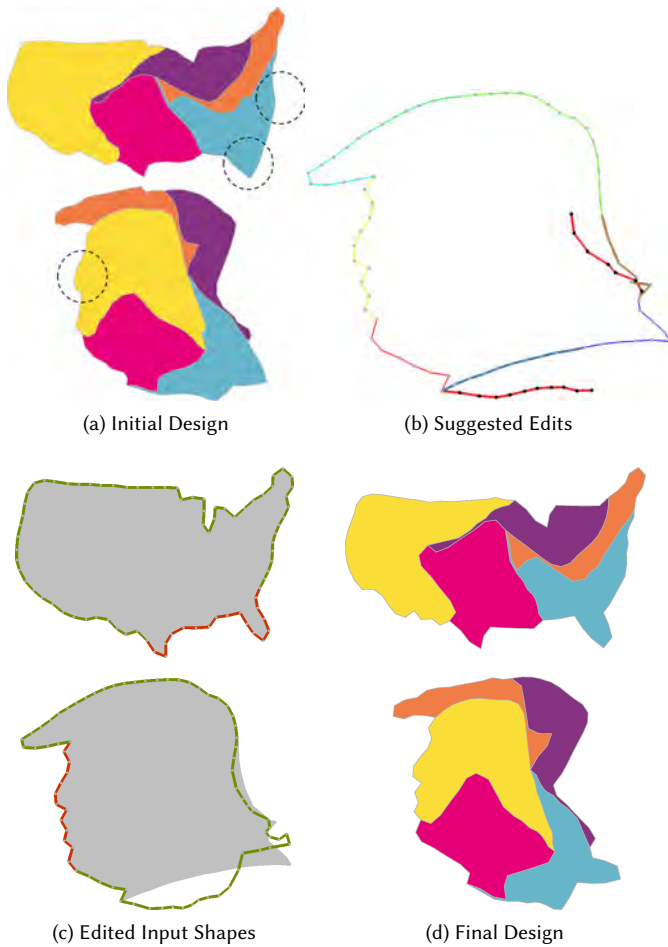 (a) Initial Design
(b) Suggested Edits
(c) Edited Input Shapes
(d) Final Design